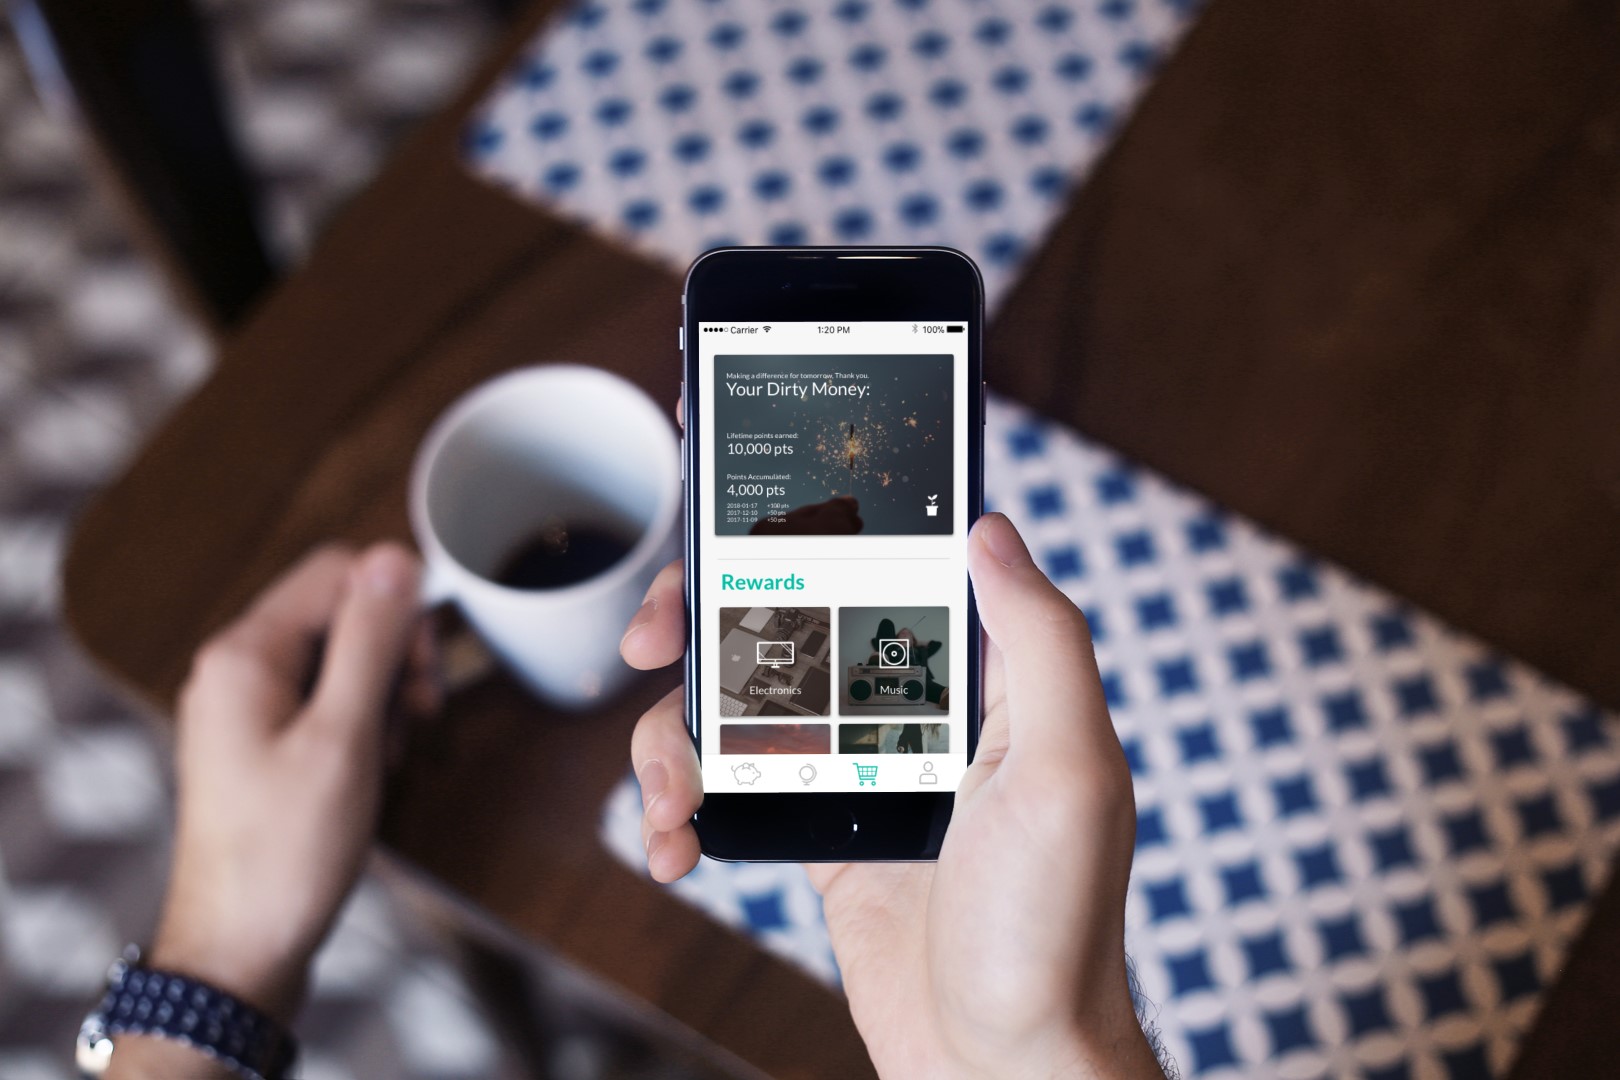 Carrier 1:20 PM 100%
Making a difference for tomorrow. Thank you.
Your Dirty Money:
Lifetime points earned:
10,000 pts
Points Accumulated:
4,000 pts
2018-01-17 +100 pts
2017-12-10 +50 pts
2017-11-09 +50 pts
Rewards
Electronics
Music